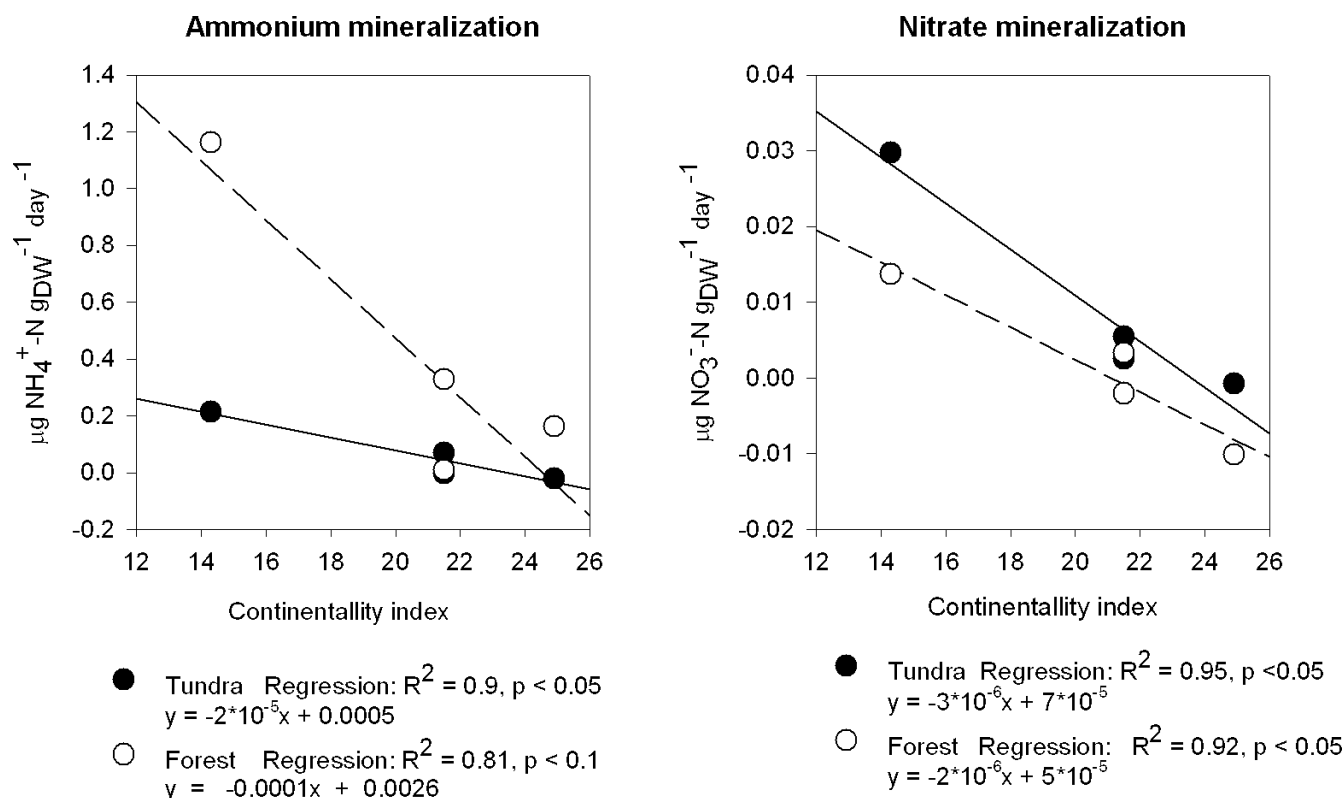 Ammonium mineralization
μg NH₄⁺-N g_DW⁻¹ day ⁻¹
1.4
1.2
1.0
0.8
0.6
0.4
0.2
0.0
-0.2
12 14 16 18 20 22 24 26
Continentallity index
Tundra Regression: R² = 0.9, p < 0.05
y = -2*10⁻⁵x + 0.0005
Forest Regression: R² = 0.81, p < 0.1
y = -0.0001x + 0.0026
Nitrate mineralization
μg NO₃⁻-N g_DW⁻¹ day ⁻¹
0.04
0.03
0.02
0.01
0.00
-0.01
-0.02
12 14 16 18 20 22 24 26
Continentallity index
Tundra Regression: R² = 0.95, p <0.05
y = -3*10⁻⁶x + 7*10⁻⁵
Forest Regression: R² = 0.92, p < 0.05
y = -2*10⁻⁶x + 5*10⁻⁵